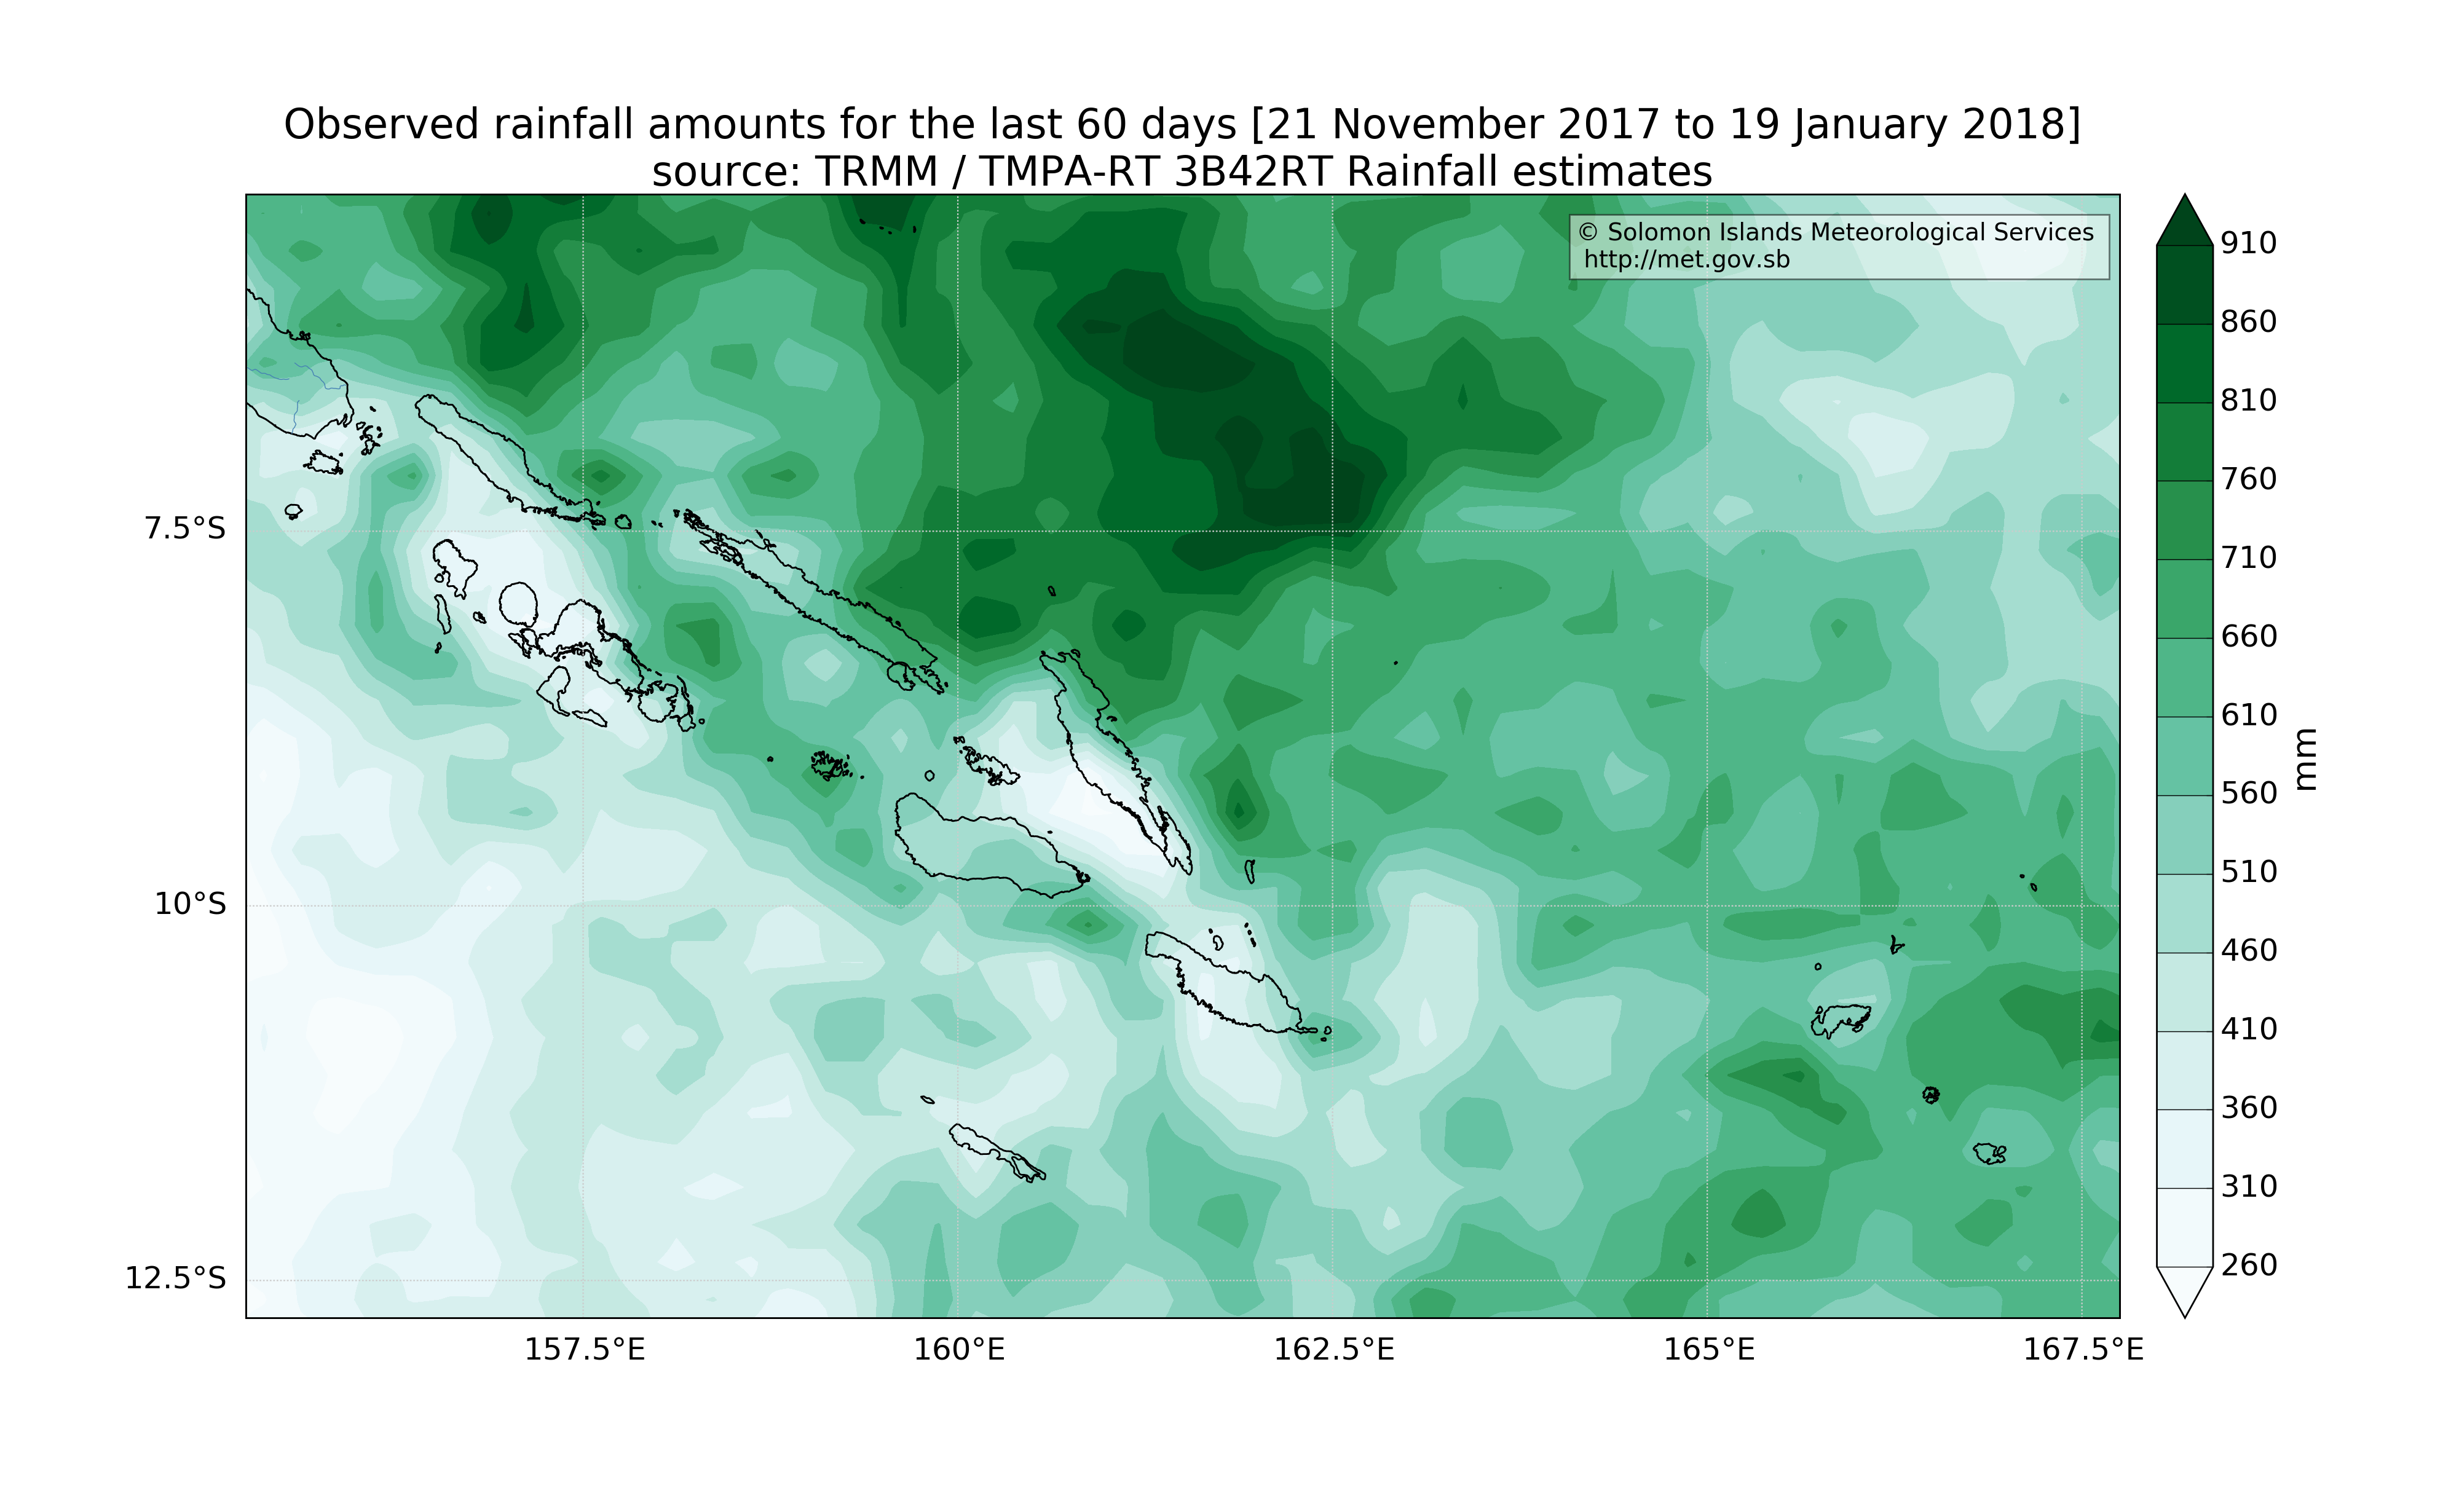 Observed rainfall amounts for the last 60 days [21 November 2017 to 19 January 2018]
source: TRMM / TMPA-RT 3B42RT Rainfall estimates
© Solomon Islands Meteorological Services
http://met.gov.sb
7.5°S
10°S
12.5°S
157.5°E
160°E
162.5°E
165°E
167.5°E
910
860
810
760
710
660
610
560
510
460
410
360
310
260
mm